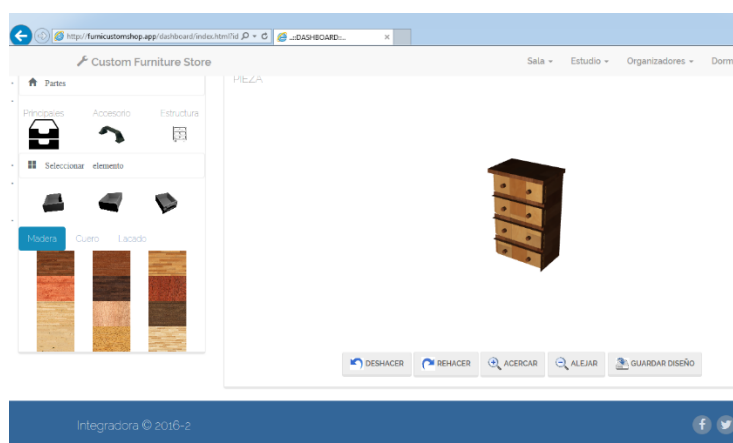 http://furnicustomshop.app/dashboard/index.html?id
..::DASHBOARD::..
Custom Furniture Store
Sala
Estudio
Organizadores
Dorm
Partes
PIEZA
Principales
Accesorio
Estructura
Seleccionar elemento
Madera
Cuero
Lacado
DESHACER
REHACER
ACERCAR
ALEJAR
GUARDAR DISEÑO
Integradora © 2016-2